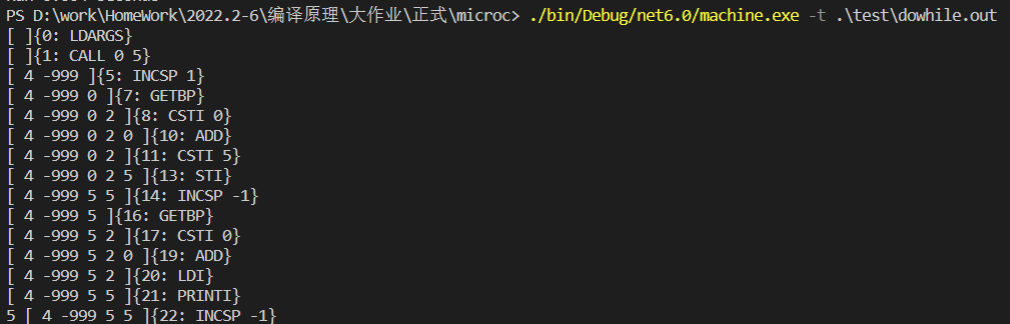 PS D:\work\HomeWork\2022.2-6\编译原理\大作业\正式\microc> ./bin/Debug/net6.0/machine.exe -t .\test\dowhile.out
[ ]{0: LDARGS}
[ ]{1: CALL 0 5}
[ 4 -999 ]{5: INCSP 1}
[ 4 -999 0 ]{7: GETBP}
[ 4 -999 0 2 ]{8: CSTI 0}
[ 4 -999 0 2 0 ]{10: ADD}
[ 4 -999 0 2 ]{11: CSTI 5}
[ 4 -999 0 2 5 ]{13: STI}
[ 4 -999 5 5 ]{14: INCSP -1}
[ 4 -999 5 ]{16: GETBP}
[ 4 -999 5 2 ]{17: CSTI 0}
[ 4 -999 5 2 0 ]{19: ADD}
[ 4 -999 5 2 ]{20: LDI}
[ 4 -999 5 5 ]{21: PRINTI}
5 [ 4 -999 5 5 ]{22: INCSP -1}